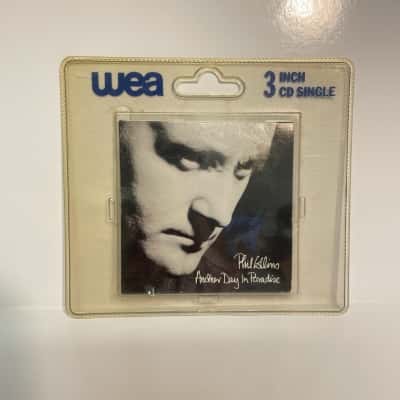 wea
3 INCH
CD SINGLE
Phil Collins
Another Day In Paradise